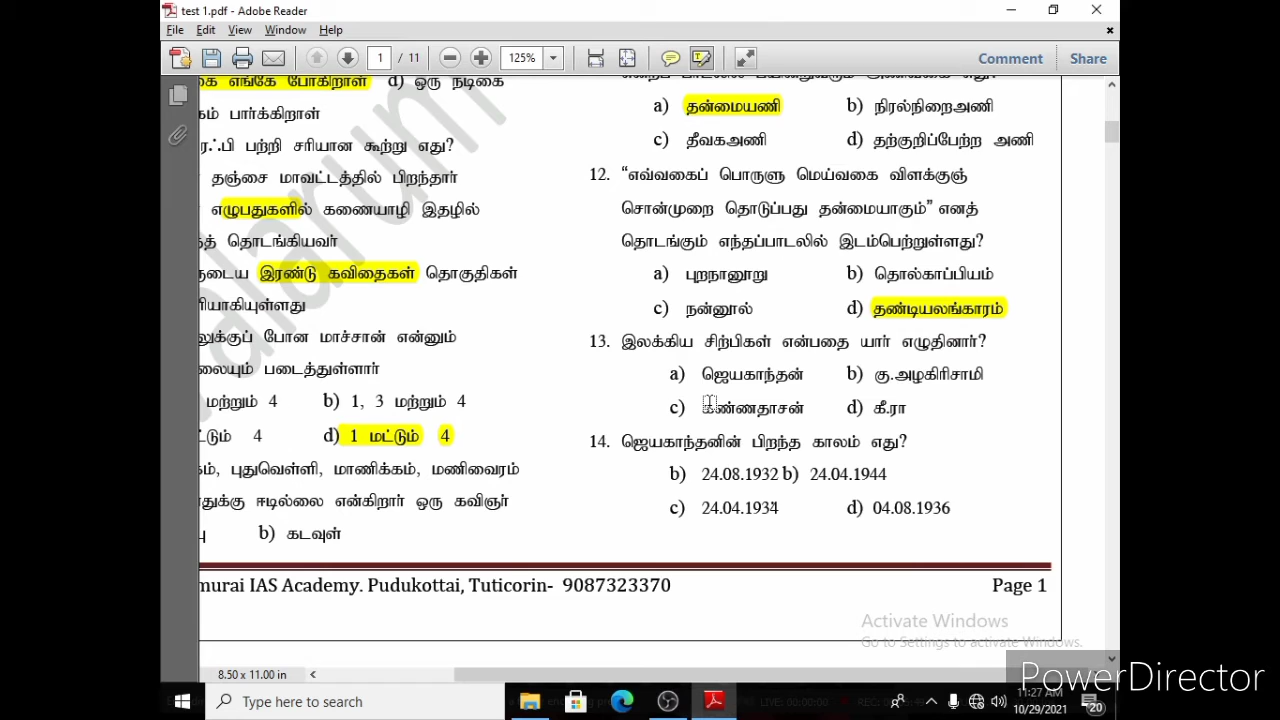 test 1.pdf - Adobe Reader
File Edit View Window Help
1 / 11 125% Comment Share
எங்கே போகிறாள் d) ஒரு நடிகை
பார்க்கிறாள்
பற்றி சரியான கூற்று எது?
தஞ்சை மாவட்டத்தில் பிறந்தார்
எழுபதுகளில் கணையாழி இதழில்
தொடங்கியவர்
இரண்டு கவிதைகள் தொகுதிகள்
போன மாச்சான் என்னும்
படைத்துள்ளார்
மற்றும் 4 b) 1, 3 மற்றும் 4
4 d) 1 மட்டும் 4
புதுவெள்ளி, மாணிக்கம், மணிவைரம்
ஈடில்லை என்கிறார் ஒரு கவிஞர்
b) கடவுள்
a) தன்மையணி b) நிரல்நிறைஅணி
c) தீவகஅணி d) தற்குறிப்பேற்ற அணி
12. “எவ்வகைப் பொருளு மெய்வகை விளக்குஞ்
சொன்முறை தொடுப்பது தன்மையாகும்” எனத்
தொடங்கும் எந்தப்பாடலில் இடம்பெற்றுள்ளது?
a) புறநானூறு b) தொல்காப்பியம்
c) நன்னூல் d) தண்டியலங்காரம்
13. இலக்கிய சிற்பிகள் என்பதை யார் எழுதினார்?
a) ஜெயகாந்தன் b) கு.அழகிரிசாமி
c) கண்ணதாசன் d) கீ.ரா
14. ஜெயகாந்தனின் பிறந்த காலம் எது?
b) 24.08.1932 b) 24.04.1944
c) 24.04.1934 d) 04.08.1936
IAS Academy. Pudukottai, Tuticorin- 9087323370 Page 1
Activate Windows
Go to Settings to activate Windows.
8.50 x 11.00 in
PowerDirector
Type here to search
11:27 AM
10/29/2021
20